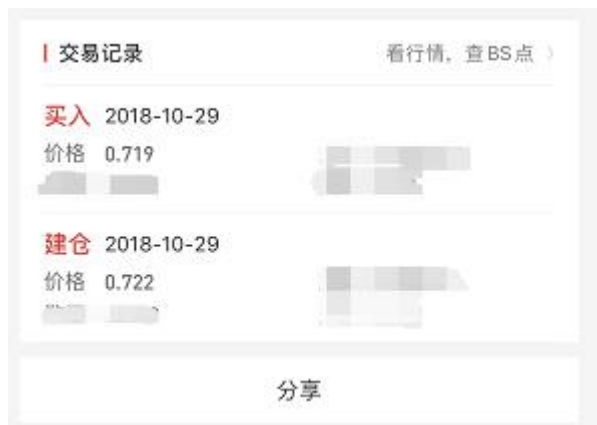 交易记录 看行情，查BS点
买入 2018-10-29
价格 0.719
建仓 2018-10-29
价格 0.722
分享